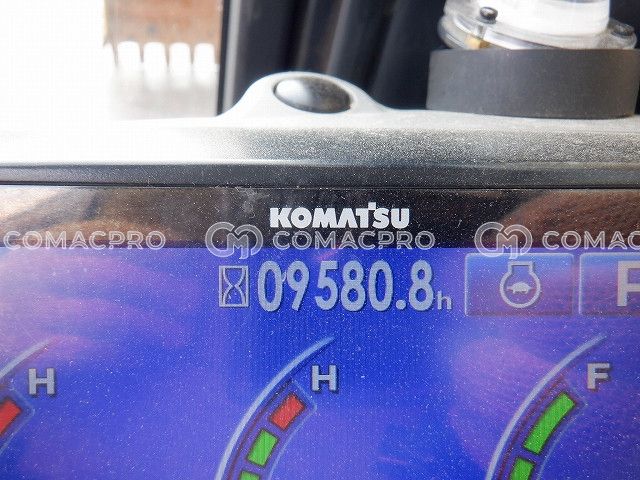 KOMATSU
COMACPRO COMACPRO COMACPRO
09580.8h P
H H F